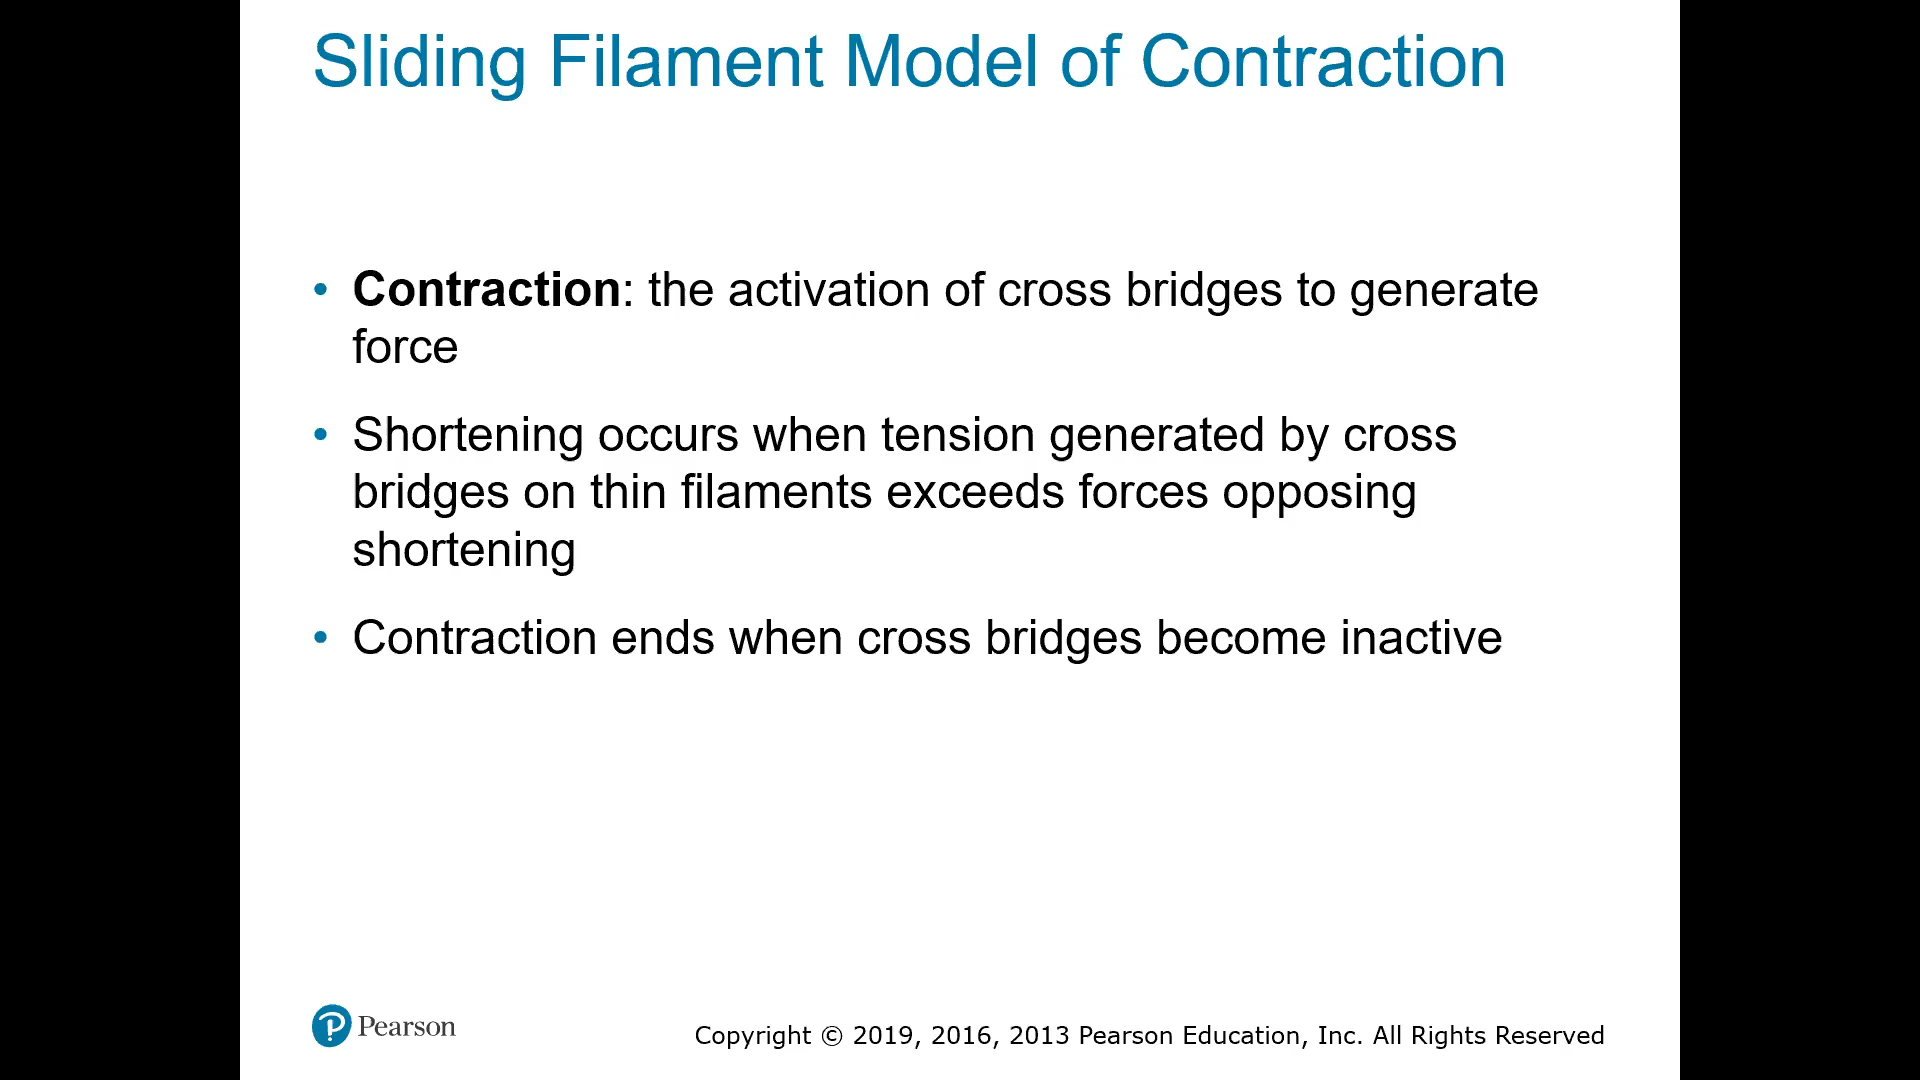 Sliding Filament Model of Contraction
• Contraction: the activation of cross bridges to generate
force
• Shortening occurs when tension generated by cross
bridges on thin filaments exceeds forces opposing
shortening
• Contraction ends when cross bridges become inactive
Pearson
Copyright © 2019, 2016, 2013 Pearson Education, Inc. All Rights Reserved